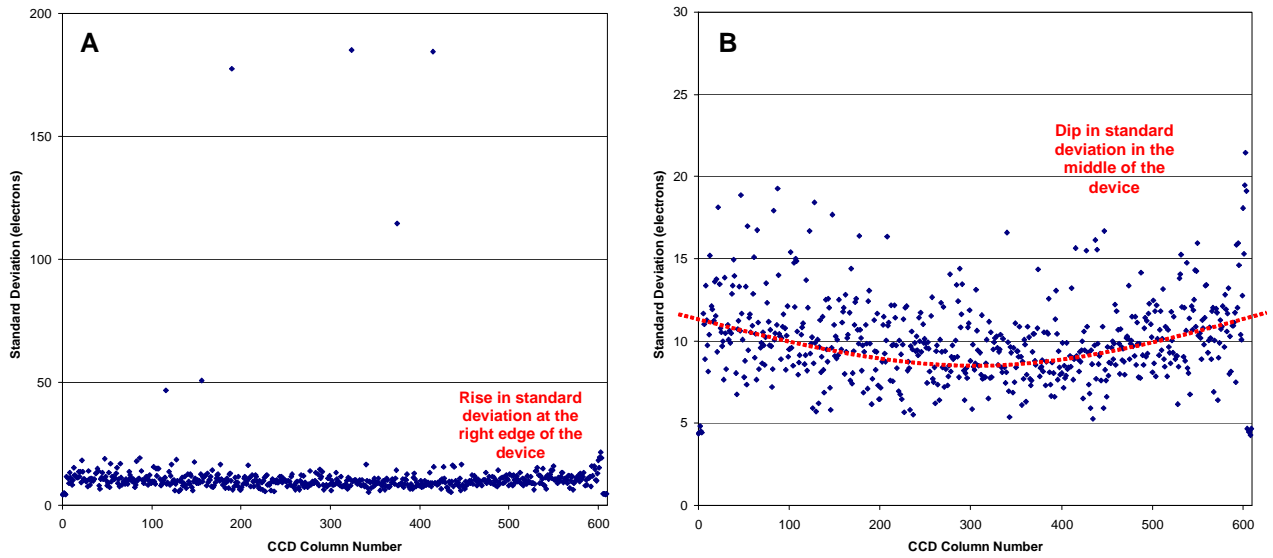 A
200
150
100
50
0
Standard Deviation (electrons)
Rise in standard
deviation at the
right edge of the
device
0 100 200 300 400 500 600
CCD Column Number
B
30
25
20
15
10
5
0
Standard Deviation (electrons)
Dip in standard
deviation in the
middle of the
device
0 100 200 300 400 500 600
CCD Column Number